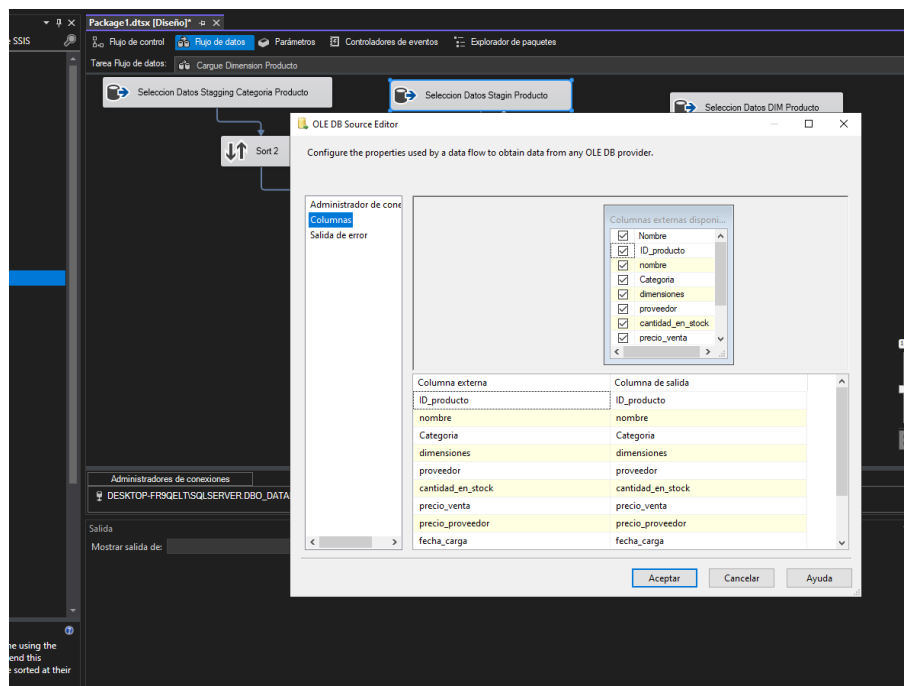 Package1.dtsx [Diseño]*
SSIS
Flujo de control
Flujo de datos
Parámetros
Controladores de eventos
Explorador de paquetes
Tarea Flujo de datos:
Cargue Dimension Producto
Seleccion Datos Stagging Categoria Producto
Seleccion Datos Stagin Producto
Seleccion Datos DIM Producto
Sort 2
OLE DB Source Editor
Configure the properties used by a data flow to obtain data from any OLE DB provider.
Administrador de cone
Columnas
Salida de error
Columnas externas disponi...
Nombre
ID_producto
nombre
Categoria
dimensiones
proveedor
cantidad_en_stock
precio_venta
Columna externa Columna de salida
ID_producto ID_producto
nombre nombre
Categoria Categoria
dimensiones dimensiones
proveedor proveedor
cantidad_en_stock cantidad_en_stock
precio_venta precio_venta
precio_proveedor precio_proveedor
fecha_carga fecha_carga
Aceptar Cancelar Ayuda
Administradores de conexiones
DESKTOP-FR9QELT\SQLSERVER.DBO_DATA
Salida
Mostrar salida de:
ne using the
end this
sorted at their